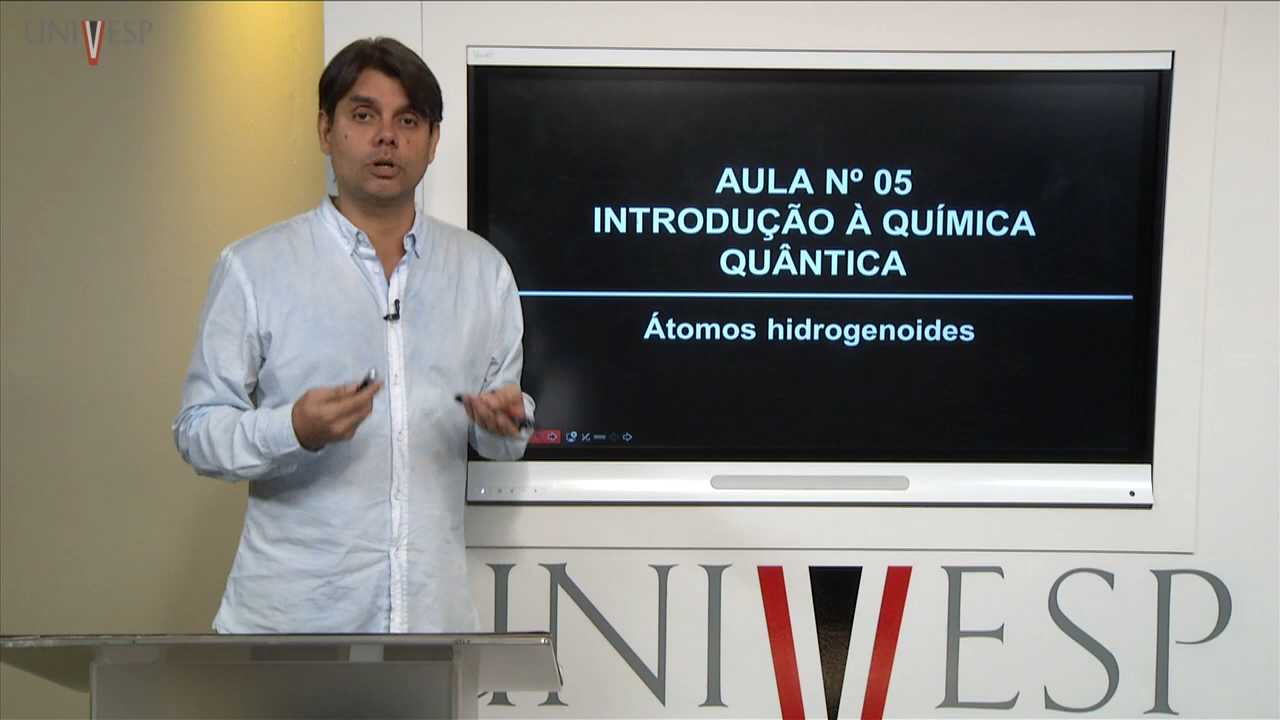 UNIVESP
AULA Nº 05
INTRODUÇÃO À QUÍMICA
QUÂNTICA
Átomos hidrogenoides
UNIVESP